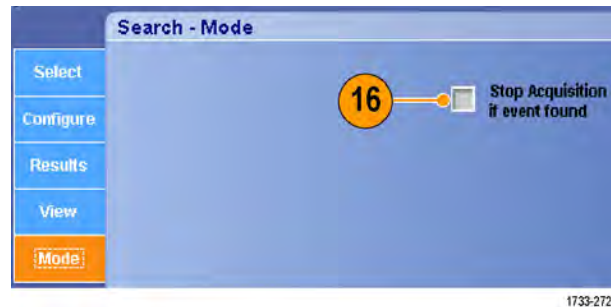 Search - Mode
Select
Configure
Results
View
Mode
16
Stop Acquisition
if event found
1733-272